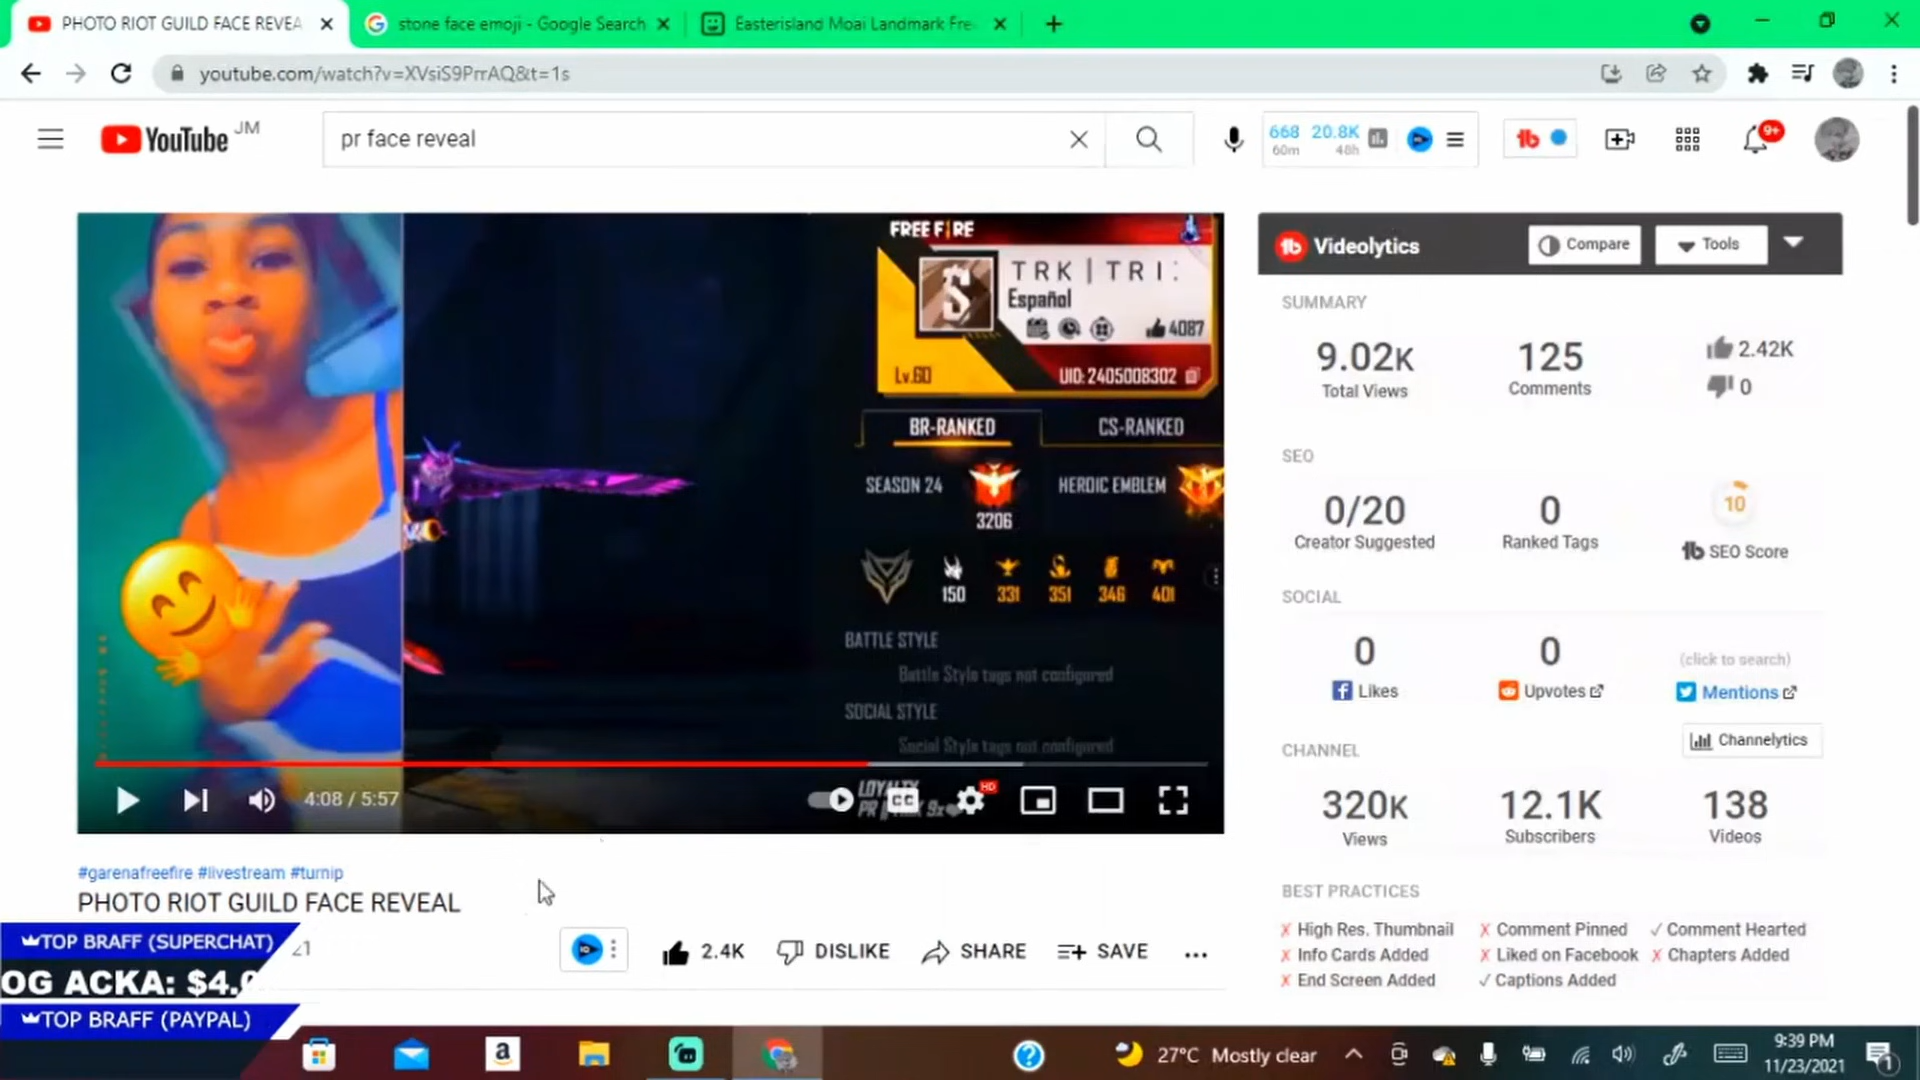 PHOTO RIOT GUILD FACE REVEA
stone face emoji - Google Search
Easterisland Moai Landmark Fre
youtube.com/watch?v=XVsiS9PrrAQ&t=1s
YouTube JM
pr face reveal
668 20.8K
60m 48h
9+
FREE FIRE
TRK | TRI
Español
4087
Lv.60 UID:2405008302
BR-RANKED CS-RANKED
SEASON 24 HEROIC EMBLEM
3206
150 331 351 346 401
BATTLE STYLE
Battle Style tags not configured
SOCIAL STYLE
Social Style tags not configured
4:08 / 5:57
HD
#garenafreefire #livestream #turnip
PHOTO RIOT GUILD FACE REVEAL
21
2.4K DISLIKE SHARE SAVE
TOP BRAFF (SUPERCHAT)
OG ACKA:
TOP BRAFF (PAYPAL)
Videolytics Compare Tools
SUMMARY
9.02K 125 2.42K
Total Views Comments 0
SEO
0/20 0 10
Creator Suggested Ranked Tags SEO Score
SOCIAL
0 0 (click to search)
Likes Upvotes Mentions
Channelytics
CHANNEL
320K 12.1K 138
Views Subscribers Videos
BEST PRACTICES
High Res. Thumbnail Comment Pinned Comment Hearted
Info Cards Added Liked on Facebook Chapters Added
End Screen Added Captions Added
27°C Mostly clear
9:39 PM
11/23/2021
1